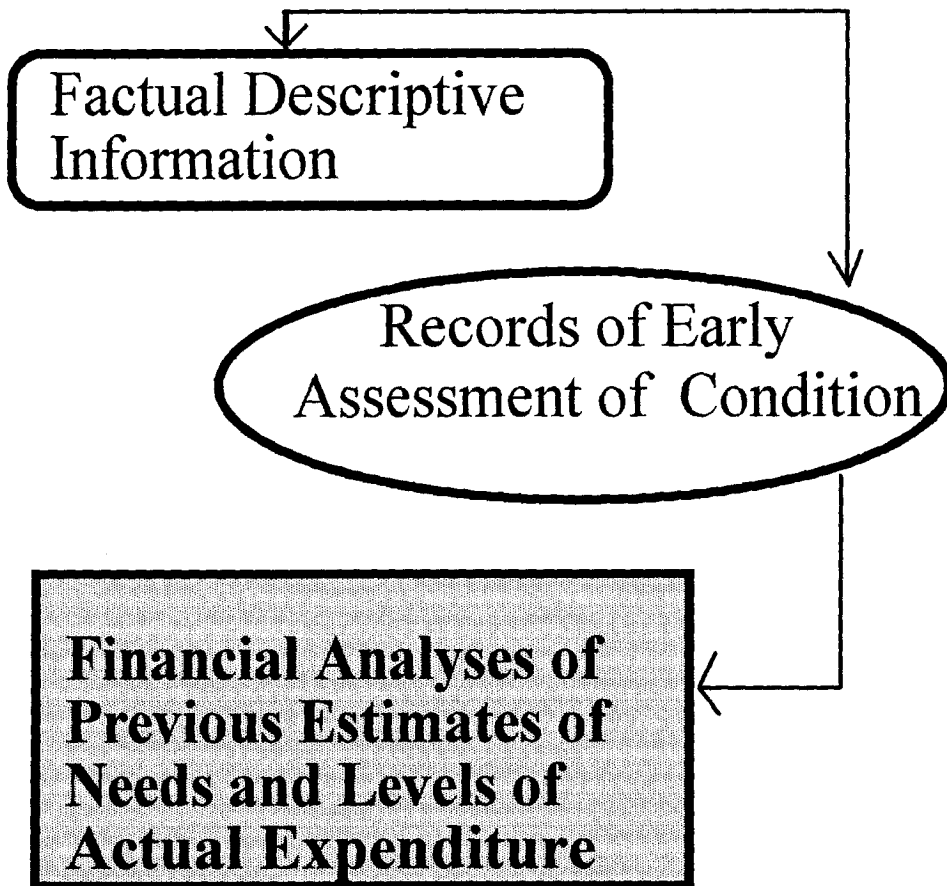 Factual Descriptive
Information
Records of Early
Assessment of Condition
Financial Analyses of
Previous Estimates of
Needs and Levels of
Actual Expenditure